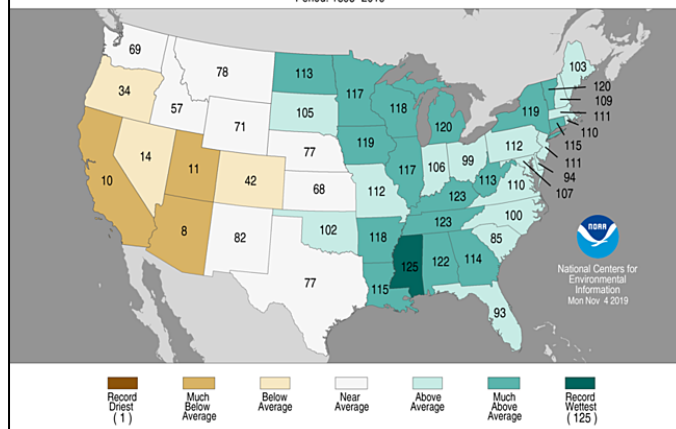 69
78
113
117
103
34
57
71
105
118
120
119
120
109
111
110
115
111
94
107
10
14
11
42
77
68
119
117
106
99
112
113
110
112
123
123
100
85
8
82
102
118
125
122
114
77
115
93
NOAA
National Centers for
Environmental
Information
Mon Nov 4 2019
Record
Driest
(1)
Much
Below
Average
Below
Average
Near
Average
Above
Average
Much
Above
Average
Record
Wettest
(125)